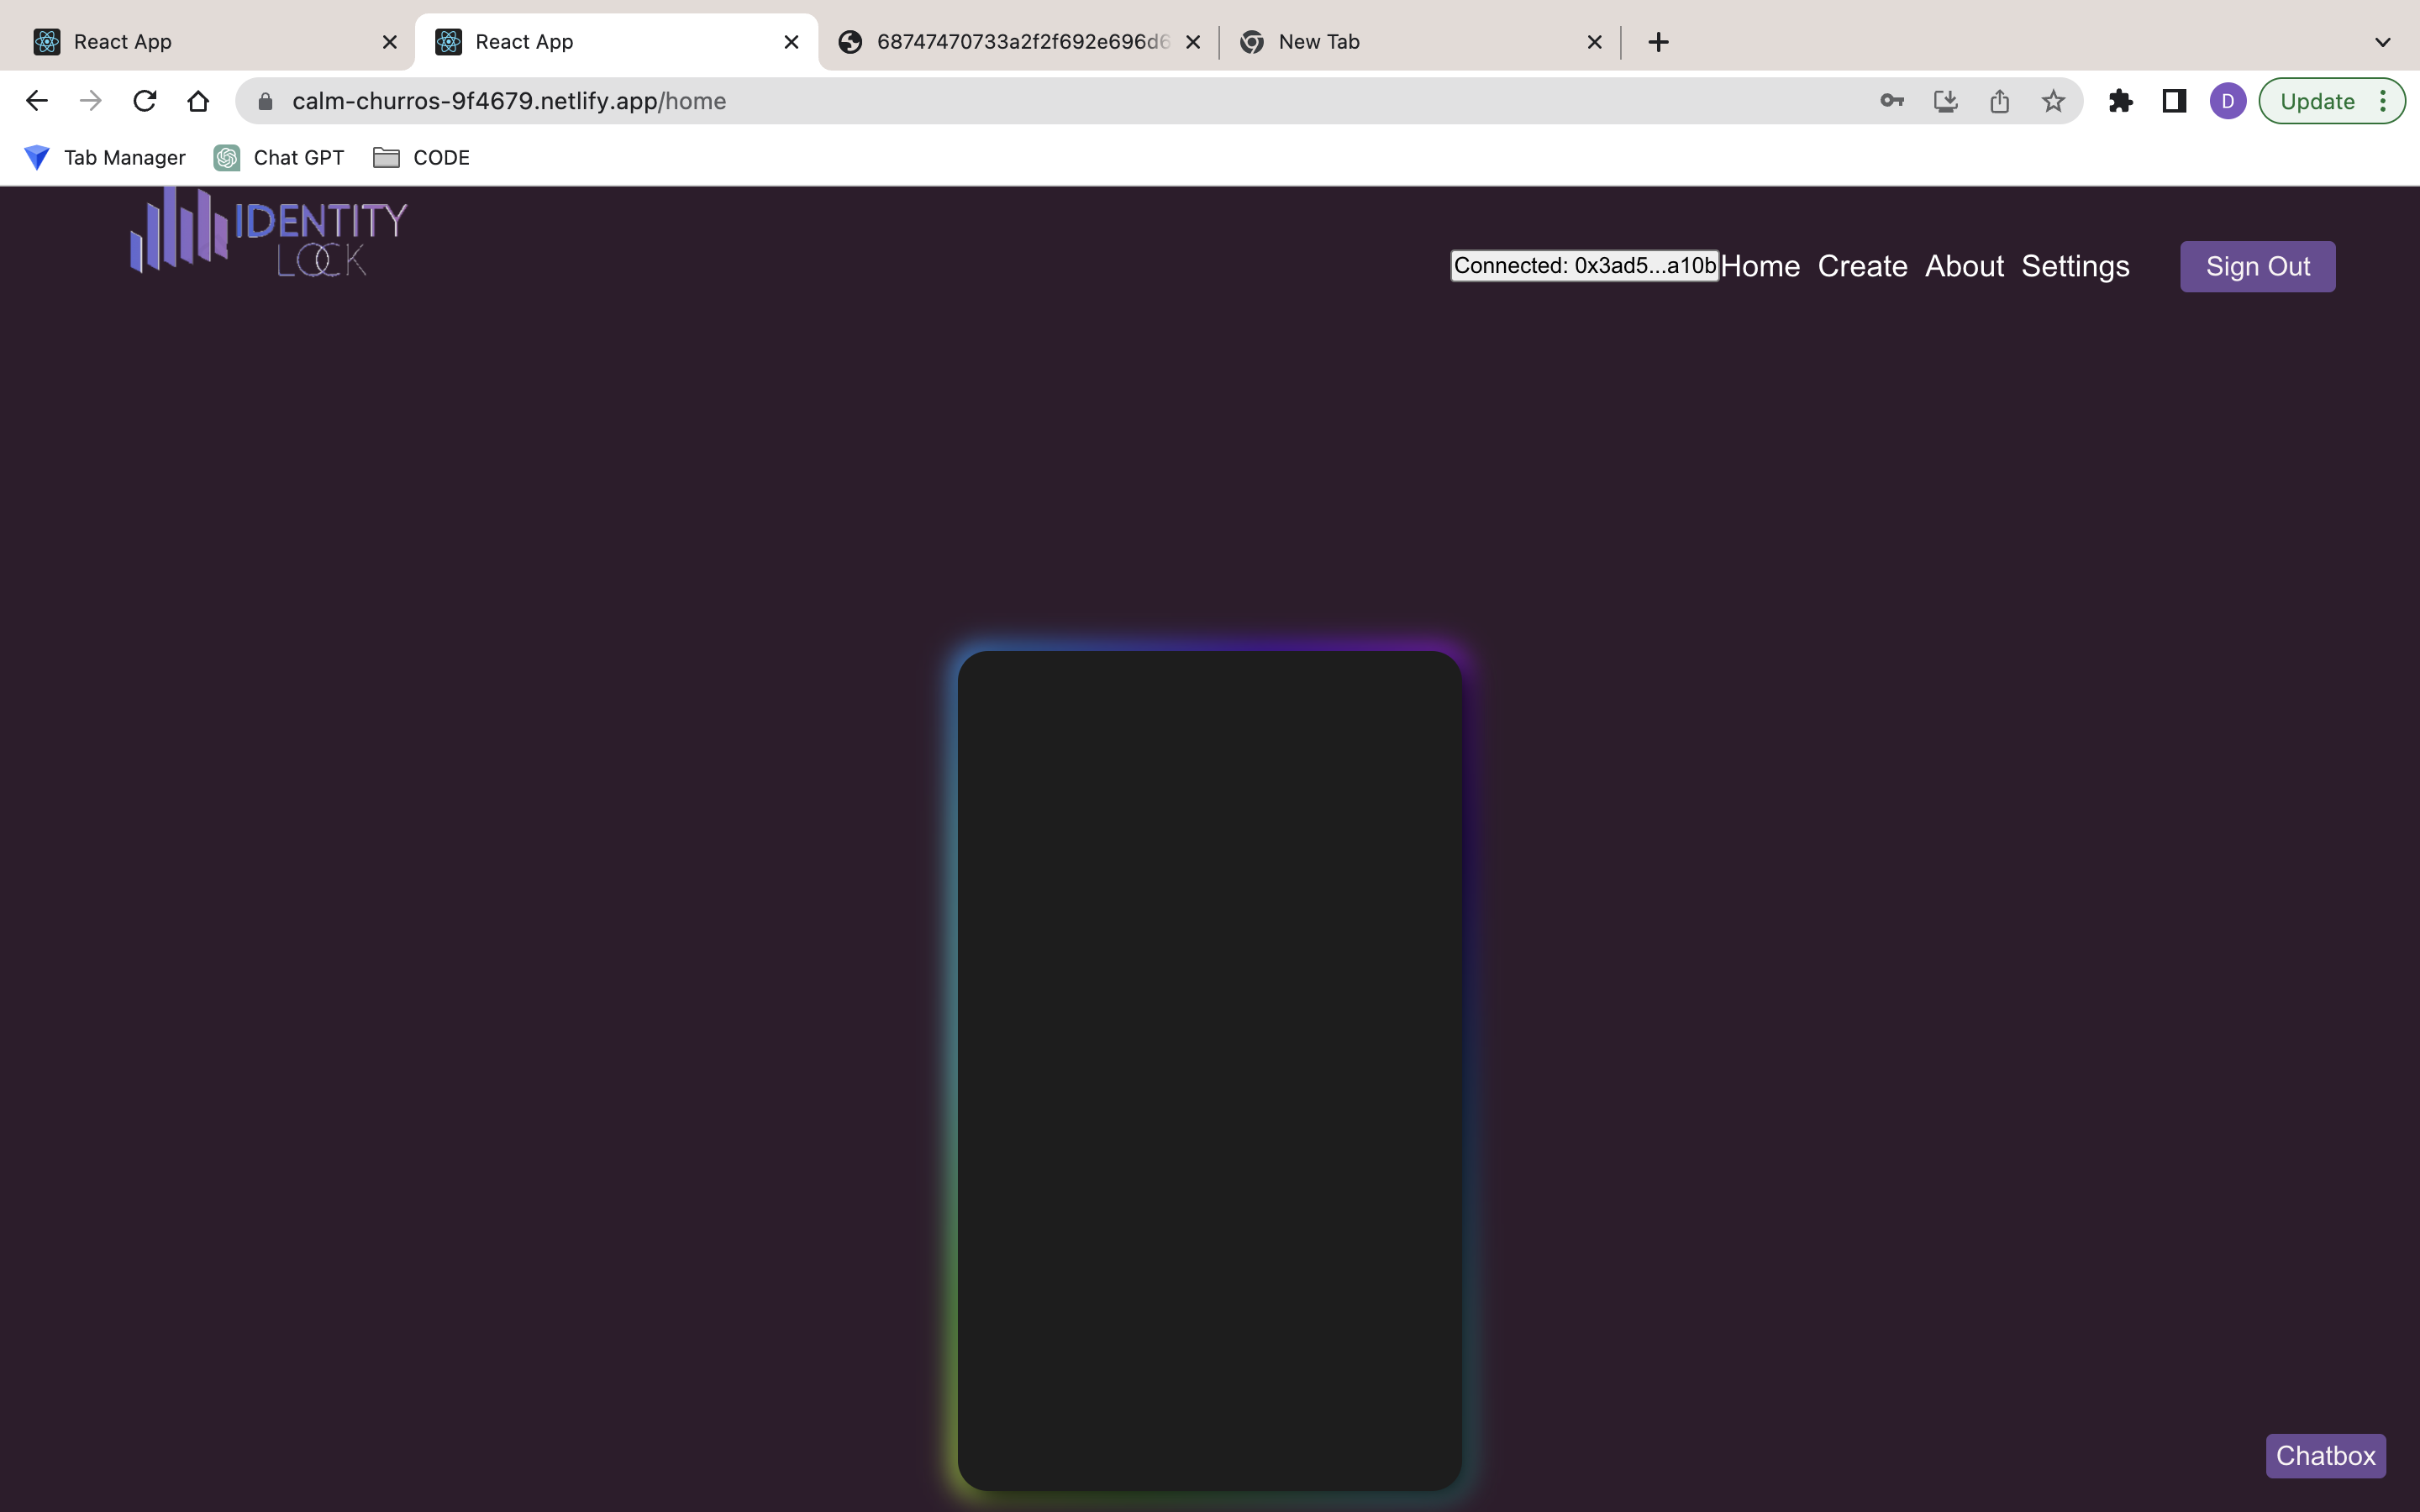 React App
React App
68747470733a2f2f692e696d6
New Tab
calm-churros-9f4679.netlify.app/home
D
Update
Tab Manager
Chat GPT
CODE
IDENTITY
LOCK
Connected: 0x3ad5...a10b
Home
Create
About
Settings
Sign Out
Chatbox